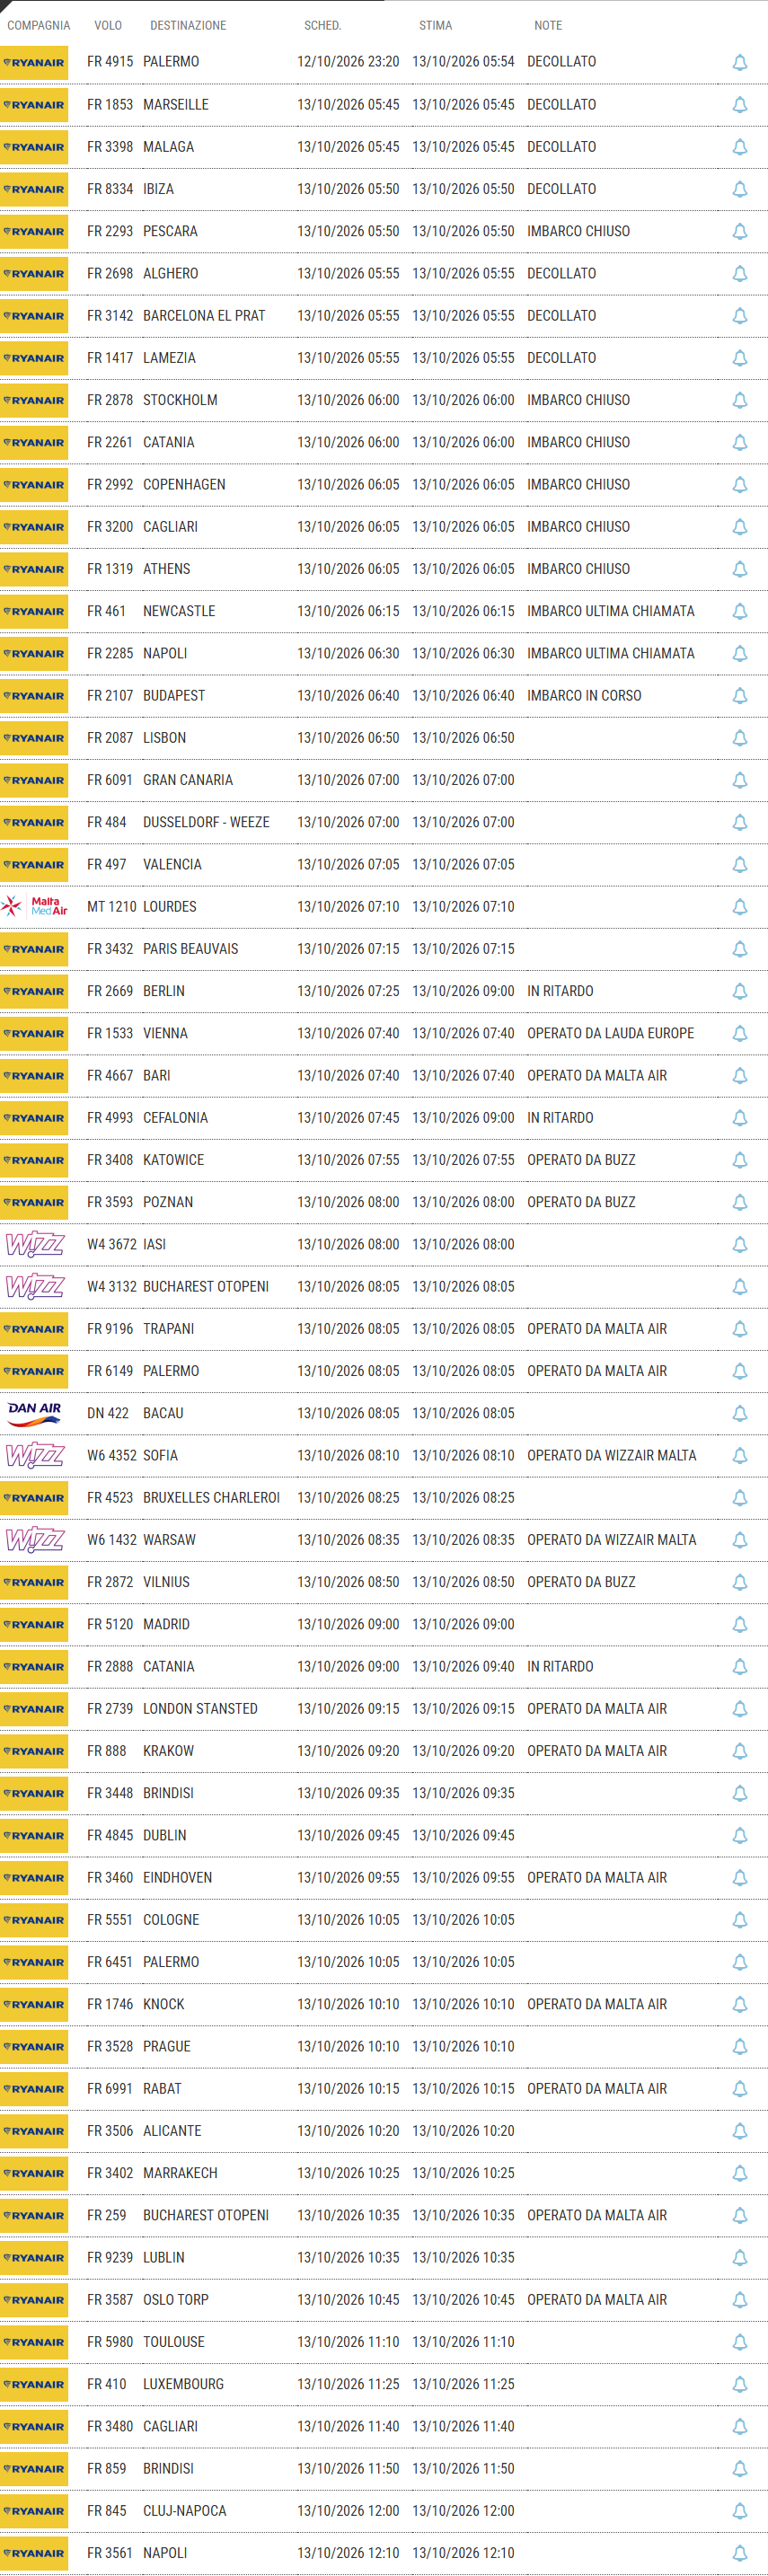 COMPAGNIA VOLO DESTINAZIONE SCHED. STIMA NOTE
RYANAIR FR 4915 PALERMO 12/10/2026 23:20 13/10/2026 05:54 DECOLLATO
RYANAIR FR 1853 MARSEILLE 13/10/2026 05:45 13/10/2026 05:45 DECOLLATO
RYANAIR FR 3398 MALAGA 13/10/2026 05:45 13/10/2026 05:45 DECOLLATO
RYANAIR FR 8334 IBIZA 13/10/2026 05:50 13/10/2026 05:50 DECOLLATO
RYANAIR FR 2293 PESCARA 13/10/2026 05:50 13/10/2026 05:50 IMBARCO CHIUSO
RYANAIR FR 2698 ALGHERO 13/10/2026 05:55 13/10/2026 05:55 DECOLLATO
RYANAIR FR 3142 BARCELONA EL PRAT 13/10/2026 05:55 13/10/2026 05:55 DECOLLATO
RYANAIR FR 1417 LAMEZIA 13/10/2026 05:55 13/10/2026 05:55 DECOLLATO
RYANAIR FR 2878 STOCKHOLM 13/10/2026 06:00 13/10/2026 06:00 IMBARCO CHIUSO
RYANAIR FR 2261 CATANIA 13/10/2026 06:00 13/10/2026 06:00 IMBARCO CHIUSO
RYANAIR FR 2992 COPENHAGEN 13/10/2026 06:05 13/10/2026 06:05 IMBARCO CHIUSO
RYANAIR FR 3200 CAGLIARI 13/10/2026 06:05 13/10/2026 06:05 IMBARCO CHIUSO
RYANAIR FR 1319 ATHENS 13/10/2026 06:05 13/10/2026 06:05 IMBARCO CHIUSO
RYANAIR FR 461 NEWCASTLE 13/10/2026 06:15 13/10/2026 06:15 IMBARCO ULTIMA CHIAMATA
RYANAIR FR 2285 NAPOLI 13/10/2026 06:30 13/10/2026 06:30 IMBARCO ULTIMA CHIAMATA
RYANAIR FR 2107 BUDAPEST 13/10/2026 06:40 13/10/2026 06:40 IMBARCO IN CORSO
RYANAIR FR 2087 LISBON 13/10/2026 06:50 13/10/2026 06:50
RYANAIR FR 6091 GRAN CANARIA 13/10/2026 07:00 13/10/2026 07:00
RYANAIR FR 484 DUSSELDORF - WEEZE 13/10/2026 07:00 13/10/2026 07:00
RYANAIR FR 497 VALENCIA 13/10/2026 07:05 13/10/2026 07:05
Malta MedAir MT 1210 LOURDES 13/10/2026 07:10 13/10/2026 07:10
RYANAIR FR 3432 PARIS BEAUVAIS 13/10/2026 07:15 13/10/2026 07:15
RYANAIR FR 2669 BERLIN 13/10/2026 07:25 13/10/2026 09:00 IN RITARDO
RYANAIR FR 1533 VIENNA 13/10/2026 07:40 13/10/2026 07:40 OPERATO DA LAUDA EUROPE
RYANAIR FR 4667 BARI 13/10/2026 07:40 13/10/2026 07:40 OPERATO DA MALTA AIR
RYANAIR FR 4993 CEFALONIA 13/10/2026 07:45 13/10/2026 09:00 IN RITARDO
RYANAIR FR 3408 KATOWICE 13/10/2026 07:55 13/10/2026 07:55 OPERATO DA BUZZ
RYANAIR FR 3593 POZNAN 13/10/2026 08:00 13/10/2026 08:00 OPERATO DA BUZZ
WIZZ W4 3672 IASI 13/10/2026 08:00 13/10/2026 08:00
WIZZ W4 3132 BUCHAREST OTOPENI 13/10/2026 08:05 13/10/2026 08:05
RYANAIR FR 9196 TRAPANI 13/10/2026 08:05 13/10/2026 08:05 OPERATO DA MALTA AIR
RYANAIR FR 6149 PALERMO 13/10/2026 08:05 13/10/2026 08:05 OPERATO DA MALTA AIR
DAN AIR DN 422 BACAU 13/10/2026 08:05 13/10/2026 08:05
WIZZ W6 4352 SOFIA 13/10/2026 08:10 13/10/2026 08:10 OPERATO DA WIZZAIR MALTA
RYANAIR FR 4523 BRUXELLES CHARLEROI 13/10/2026 08:25 13/10/2026 08:25
WIZZ W6 1432 WARSAW 13/10/2026 08:35 13/10/2026 08:35 OPERATO DA WIZZAIR MALTA
RYANAIR FR 2872 VILNIUS 13/10/2026 08:50 13/10/2026 08:50 OPERATO DA BUZZ
RYANAIR FR 5120 MADRID 13/10/2026 09:00 13/10/2026 09:00
RYANAIR FR 2888 CATANIA 13/10/2026 09:00 13/10/2026 09:40 IN RITARDO
RYANAIR FR 2739 LONDON STANSTED 13/10/2026 09:15 13/10/2026 09:15 OPERATO DA MALTA AIR
RYANAIR FR 888 KRAKOW 13/10/2026 09:20 13/10/2026 09:20 OPERATO DA MALTA AIR
RYANAIR FR 3448 BRINDISI 13/10/2026 09:35 13/10/2026 09:35
RYANAIR FR 4845 DUBLIN 13/10/2026 09:45 13/10/2026 09:45
RYANAIR FR 3460 EINDHOVEN 13/10/2026 09:55 13/10/2026 09:55 OPERATO DA MALTA AIR
RYANAIR FR 5551 COLOGNE 13/10/2026 10:05 13/10/2026 10:05
RYANAIR FR 6451 PALERMO 13/10/2026 10:05 13/10/2026 10:05
RYANAIR FR 1746 KNOCK 13/10/2026 10:10 13/10/2026 10:10 OPERATO DA MALTA AIR
RYANAIR FR 3528 PRAGUE 13/10/2026 10:10 13/10/2026 10:10
RYANAIR FR 6991 RABAT 13/10/2026 10:15 13/10/2026 10:15 OPERATO DA MALTA AIR
RYANAIR FR 3506 ALICANTE 13/10/2026 10:20 13/10/2026 10:20
RYANAIR FR 3402 MARRAKECH 13/10/2026 10:25 13/10/2026 10:25
RYANAIR FR 259 BUCHAREST OTOPENI 13/10/2026 10:35 13/10/2026 10:35 OPERATO DA MALTA AIR
RYANAIR FR 9239 LUBLIN 13/10/2026 10:35 13/10/2026 10:35
RYANAIR FR 3587 OSLO TORP 13/10/2026 10:45 13/10/2026 10:45 OPERATO DA MALTA AIR
RYANAIR FR 5980 TOULOUSE 13/10/2026 11:10 13/10/2026 11:10
RYANAIR FR 410 LUXEMBOURG 13/10/2026 11:25 13/10/2026 11:25
RYANAIR FR 3480 CAGLIARI 13/10/2026 11:40 13/10/2026 11:40
RYANAIR FR 859 BRINDISI 13/10/2026 11:50 13/10/2026 11:50
RYANAIR FR 845 CLUJ-NAPOCA 13/10/2026 12:00 13/10/2026 12:00
RYANAIR FR 3561 NAPOLI 13/10/2026 12:10 13/10/2026 12:10